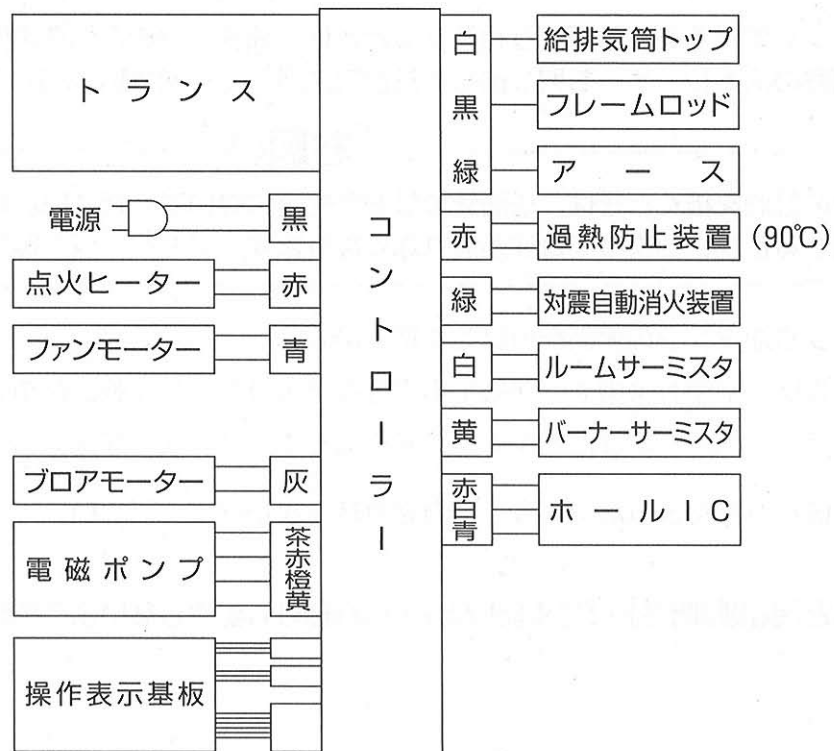 トランス
電源
黒
点火ヒーター
赤
ファンモーター
青
ブロアモーター
灰
電磁ポンプ
茶赤橙黄
操作表示基板
コントローラー
白
給排気筒トップ
黒
フレームロッド
緑
アース
赤
過熱防止装置 (90℃)
緑
対震自動消火装置
白
ルームサーミスタ
黄
バーナーサーミスタ
赤白青
ホールIC